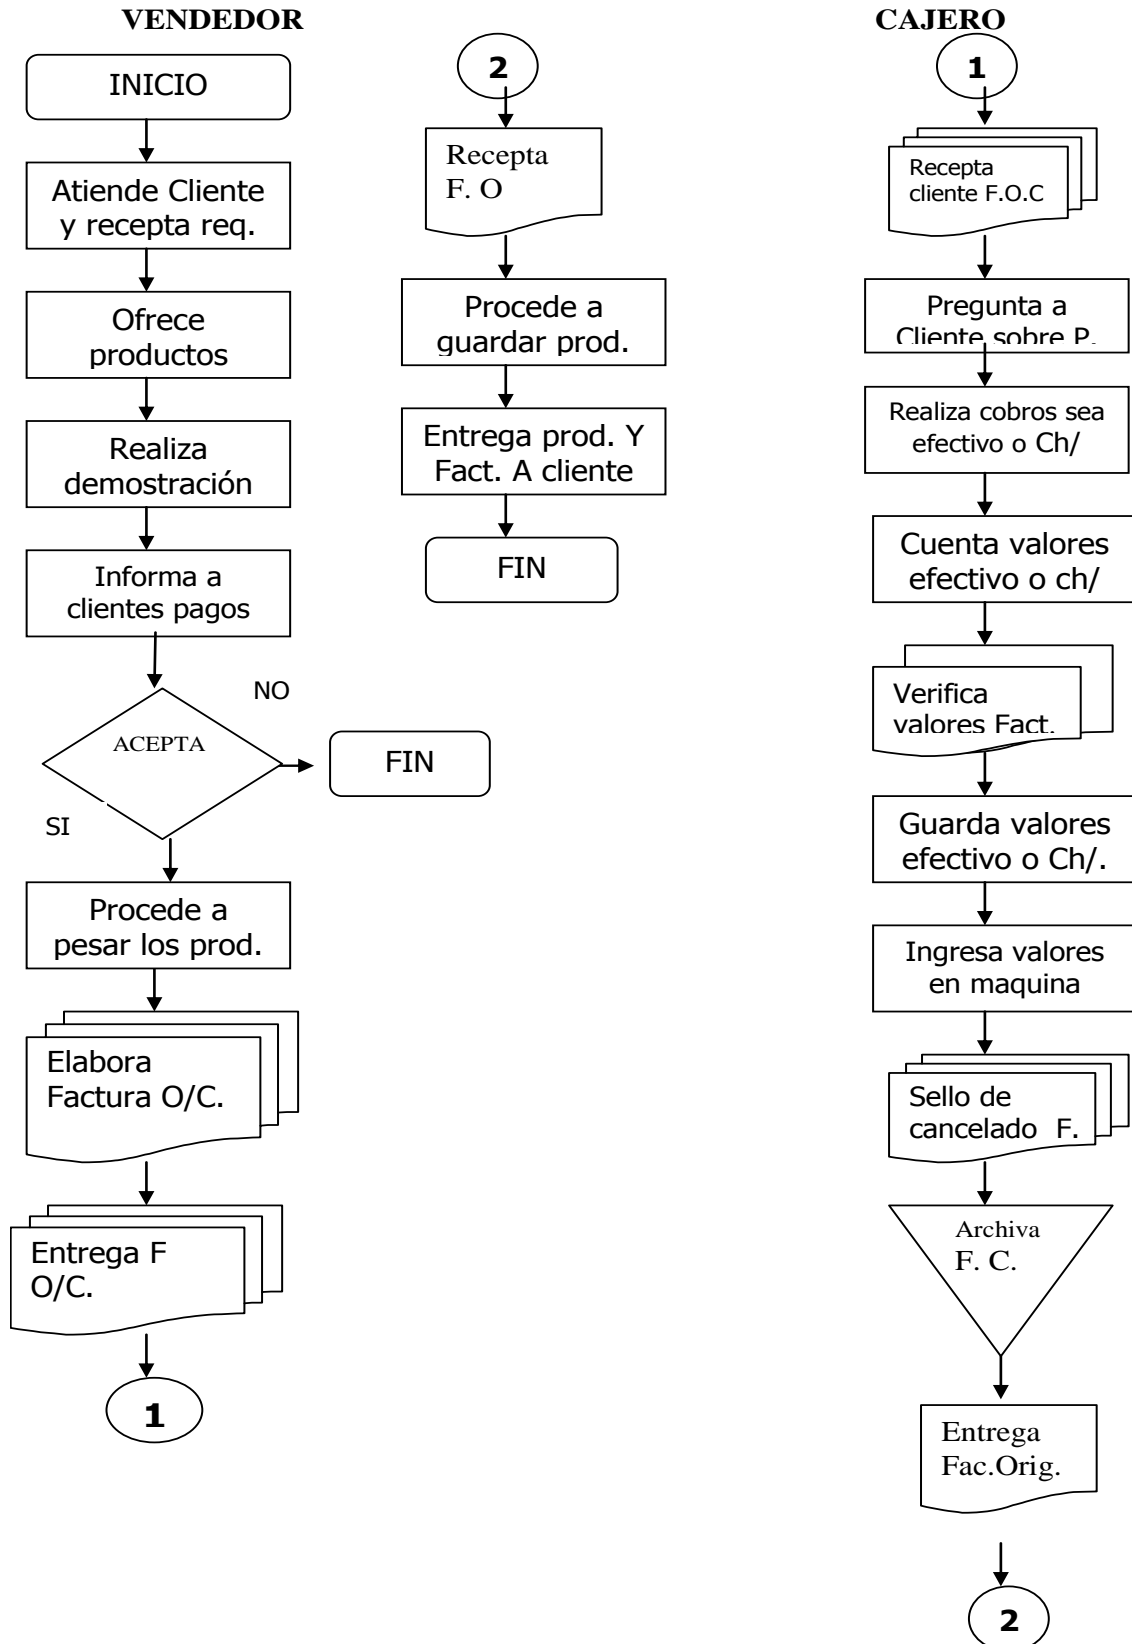 VENDEDOR
INICIO
Atiende Cliente
y recepta req.
Ofrece
productos
Realiza
demostración
Informa a
clientes pagos
NO
ACEPTA
FIN
SI
Procede a
pesar los prod.
Elabora
Factura O/C.
Entrega F
O/C.
1
2
Recepta
F. O
Procede a
guardar prod.
Entrega prod. Y
Fact. A cliente
FIN
CAJERO
1
Recepta
cliente F.O.C
Pregunta a
Cliente sobre P.
Realiza cobros sea
efectivo o Ch/
Cuenta valores
efectivo o ch/
Verifica
valores Fact.
Guarda valores
efectivo o Ch/.
Ingresa valores
en maquina
Sello de
cancelado F.
Archiva
F. C.
Entrega
Fac.Orig.
2